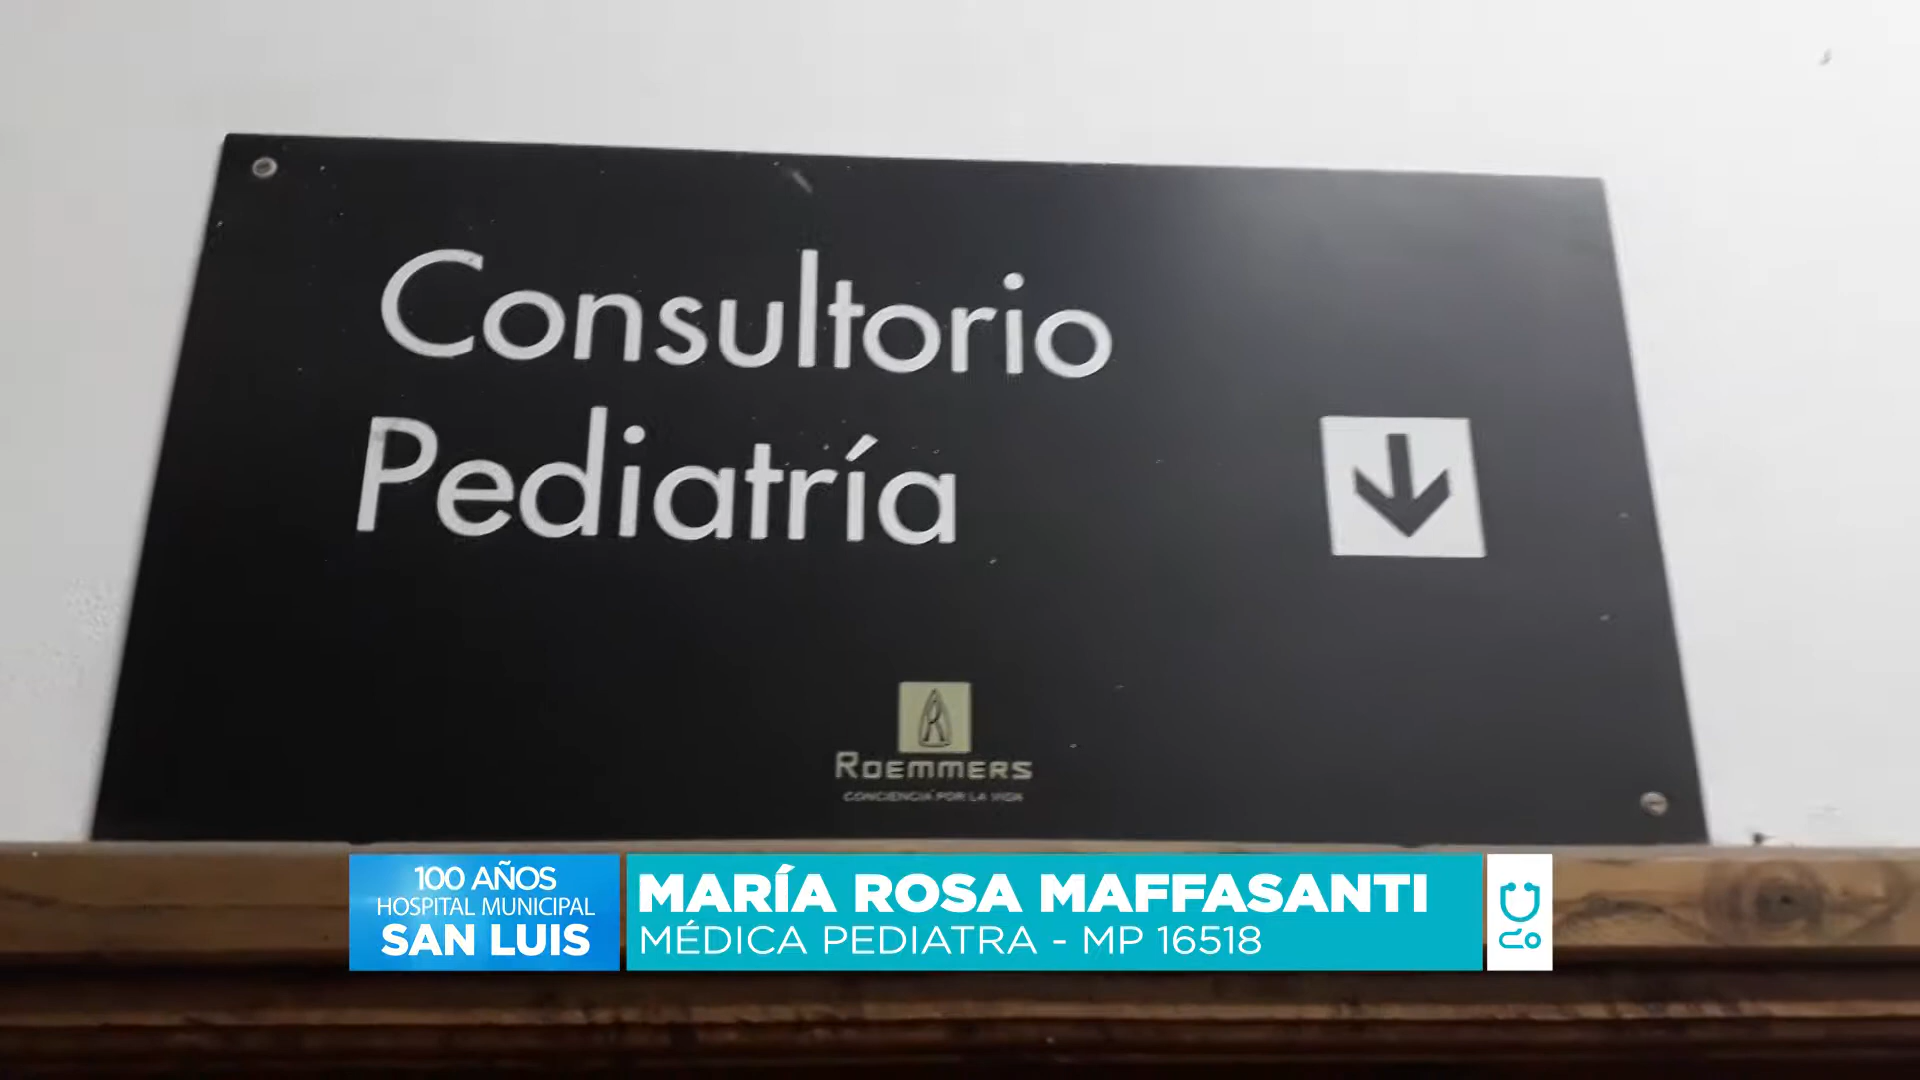 Consultorio
Pediatría
ROEMMERS
CONCIENCIA POR LA VIDA
100 AÑOS
HOSPITAL MUNICIPAL
SAN LUIS
MARÍA ROSA MAFFASANTI
MÉDICA PEDIATRA - MP 16518